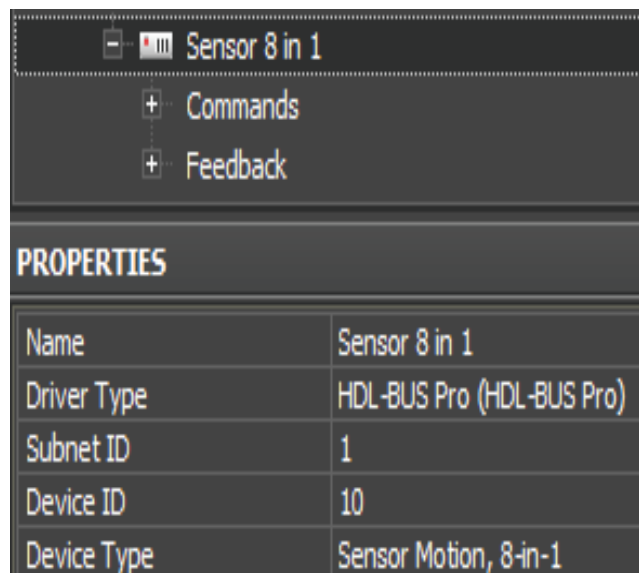 Sensor 8 in 1
Commands
Feedback
PROPERTIES
Name Sensor 8 in 1
Driver Type HDL-BUS Pro (HDL-BUS Pro)
Subnet ID 1
Device ID 10
Device Type Sensor Motion, 8-in-1